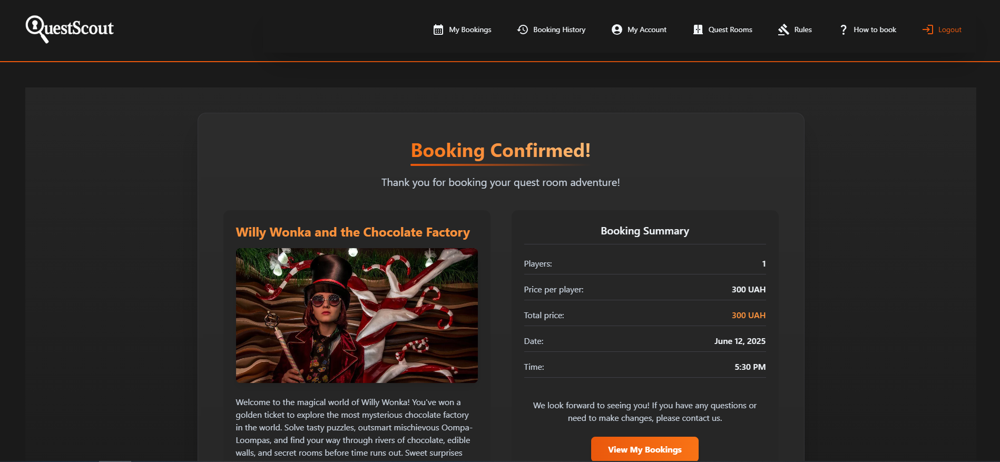 QuestScout
My Bookings
Booking History
My Account
Quest Rooms
Rules
How to book
Logout
Booking Confirmed!
Thank you for booking your quest room adventure!
Willy Wonka and the Chocolate Factory
Welcome to the magical world of Willy Wonka! You've won a
golden ticket to explore the most mysterious chocolate factory
in the world. Solve tasty puzzles, outsmart mischievous Oompa-
Loompas, and find your way through rivers of chocolate, edible
walls, and secret rooms before time runs out. Sweet surprises
Booking Summary
Players: 1
Price per player: 300 UAH
Total price: 300 UAH
Date: June 12, 2025
Time: 5:30 PM
We look forward to seeing you! If you have any questions or
need to make changes, please contact us.
View My Bookings